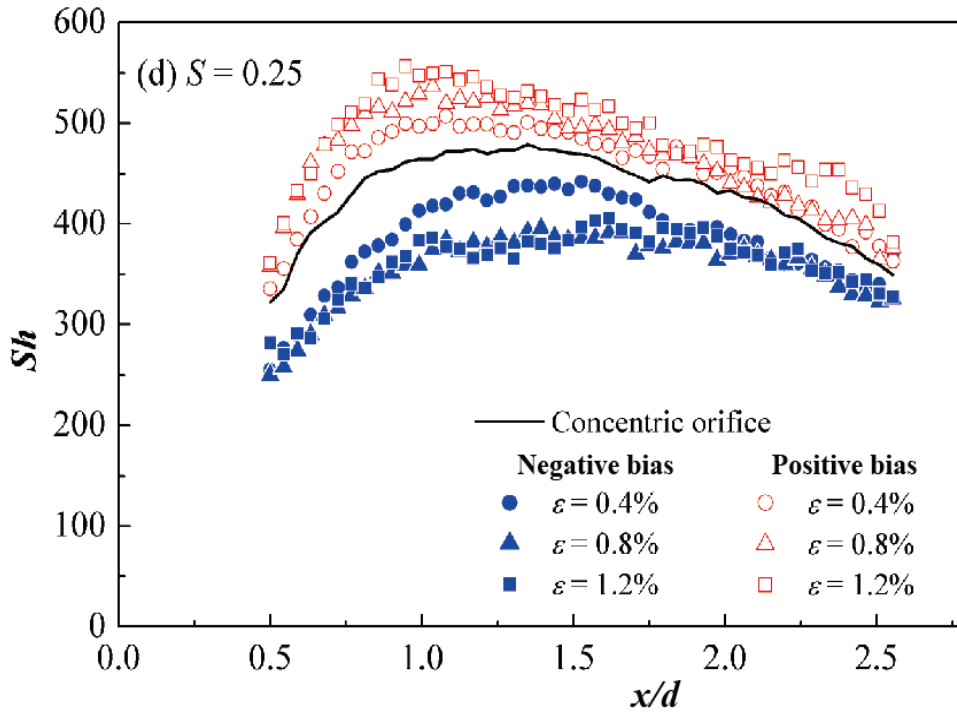 600
(d) S = 0.25
500
400
300
200
100
0
Sh
Concentric orifice
Negative bias Positive bias
ε = 0.4% ε = 0.4%
ε = 0.8% ε = 0.8%
ε = 1.2% ε = 1.2%
0.0 0.5 1.0 1.5 2.0 2.5
x/d